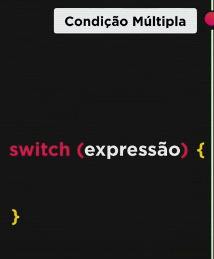 Condição Múltipla
switch (expressão) {
}